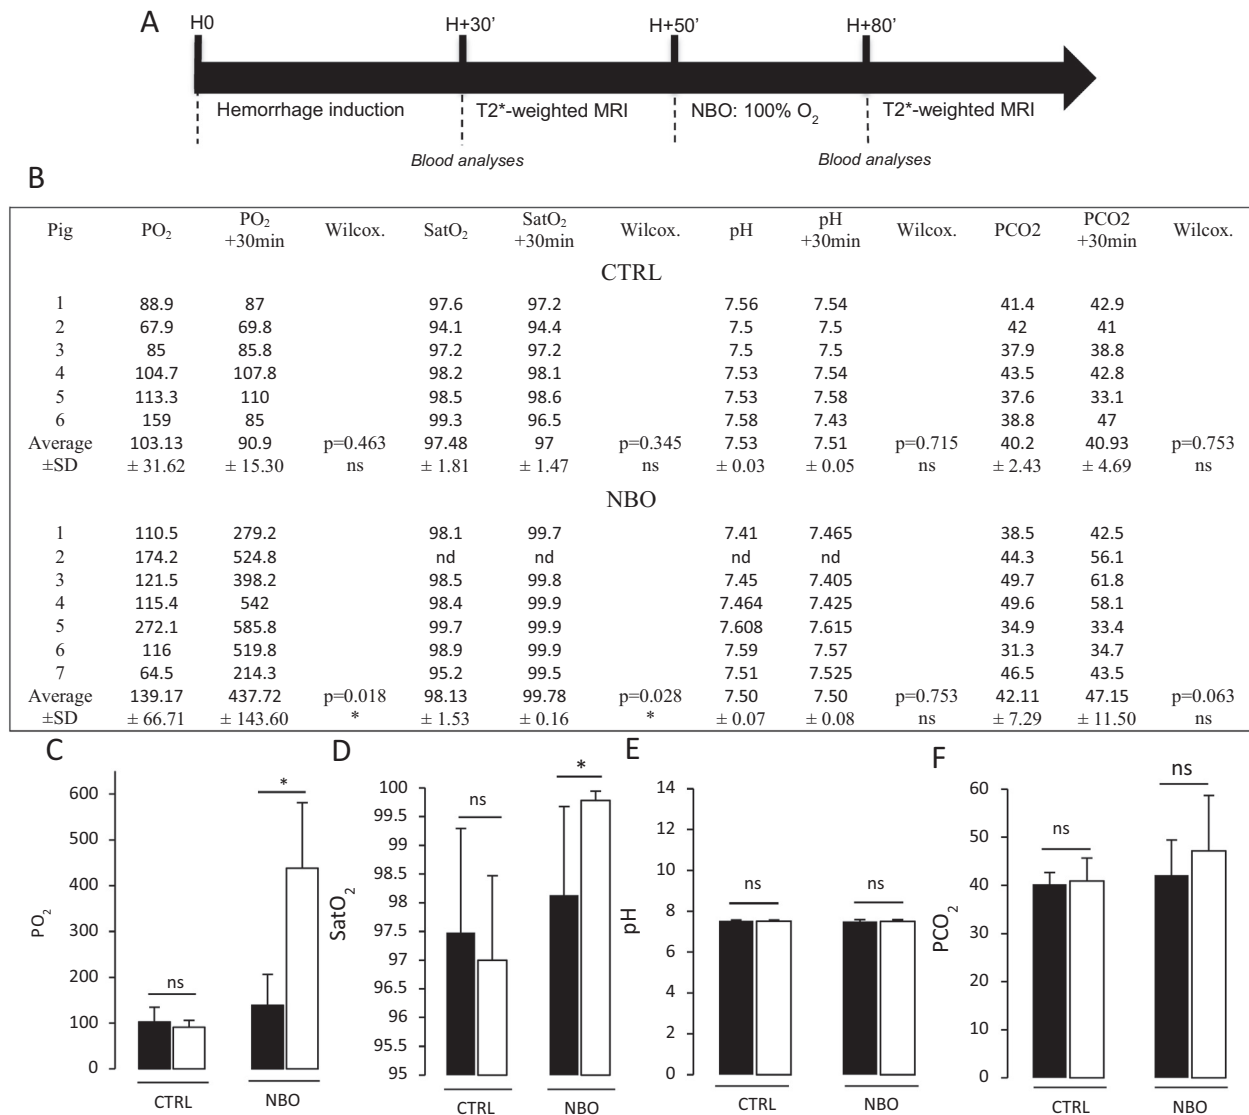 A
H0 H+30’ H+50’ H+80’
Hemorrhage induction T2*-weighted MRI NBO: 100% O2 T2*-weighted MRI
Blood analyses Blood analyses
B
Pig PO2 PO2 +30min Wilcox. SatO2 SatO2 +30min Wilcox. pH pH +30min Wilcox. PCO2 PCO2 +30min Wilcox.
CTRL
1 88.9 87 97.6 97.2 7.56 7.54 41.4 42.9
2 67.9 69.8 94.1 94.4 7.5 7.5 42 41
3 85 85.8 97.2 97.2 7.5 7.5 37.9 38.8
4 104.7 107.8 98.2 98.1 7.53 7.54 43.5 42.8
5 113.3 110 98.5 98.6 7.53 7.58 37.6 33.1
6 159 85 99.3 96.5 7.58 7.43 38.8 47
Average 103.13 90.9 p=0.463 97.48 97 p=0.345 7.53 7.51 p=0.715 40.2 40.93 p=0.753
±SD ± 31.62 ± 15.30 ns ± 1.81 ± 1.47 ns ± 0.03 ± 0.05 ns ± 2.43 ± 4.69 ns
NBO
1 110.5 279.2 98.1 99.7 7.41 7.465 38.5 42.5
2 174.2 524.8 nd nd nd nd 44.3 56.1
3 121.5 398.2 98.5 99.8 7.45 7.405 49.7 61.8
4 115.4 542 98.4 99.9 7.464 7.425 49.6 58.1
5 272.1 585.8 99.7 99.9 7.608 7.615 34.9 33.4
6 116 519.8 98.9 99.9 7.59 7.57 31.3 34.7
7 64.5 214.3 95.2 99.5 7.51 7.525 46.5 43.5
Average 139.17 437.72 p=0.018 98.13 99.78 p=0.028 7.50 7.50 p=0.753 42.11 47.15 p=0.063
±SD ± 66.71 ± 143.60 * ± 1.53 ± 0.16 * ± 0.07 ± 0.08 ns ± 7.29 ± 11.50 ns
C
PO2
600
500
400
300
200
100
0
ns
*
CTRL NBO
D
SatO2
100
99.5
99
98.5
98
97.5
97
96.5
96
95.5
95
ns
*
CTRL NBO
E
pH
14
12
10
8
6
4
2
0
ns
ns
CTRL NBO
F
PCO2
60
50
40
30
20
10
0
ns
ns
CTRL NBO